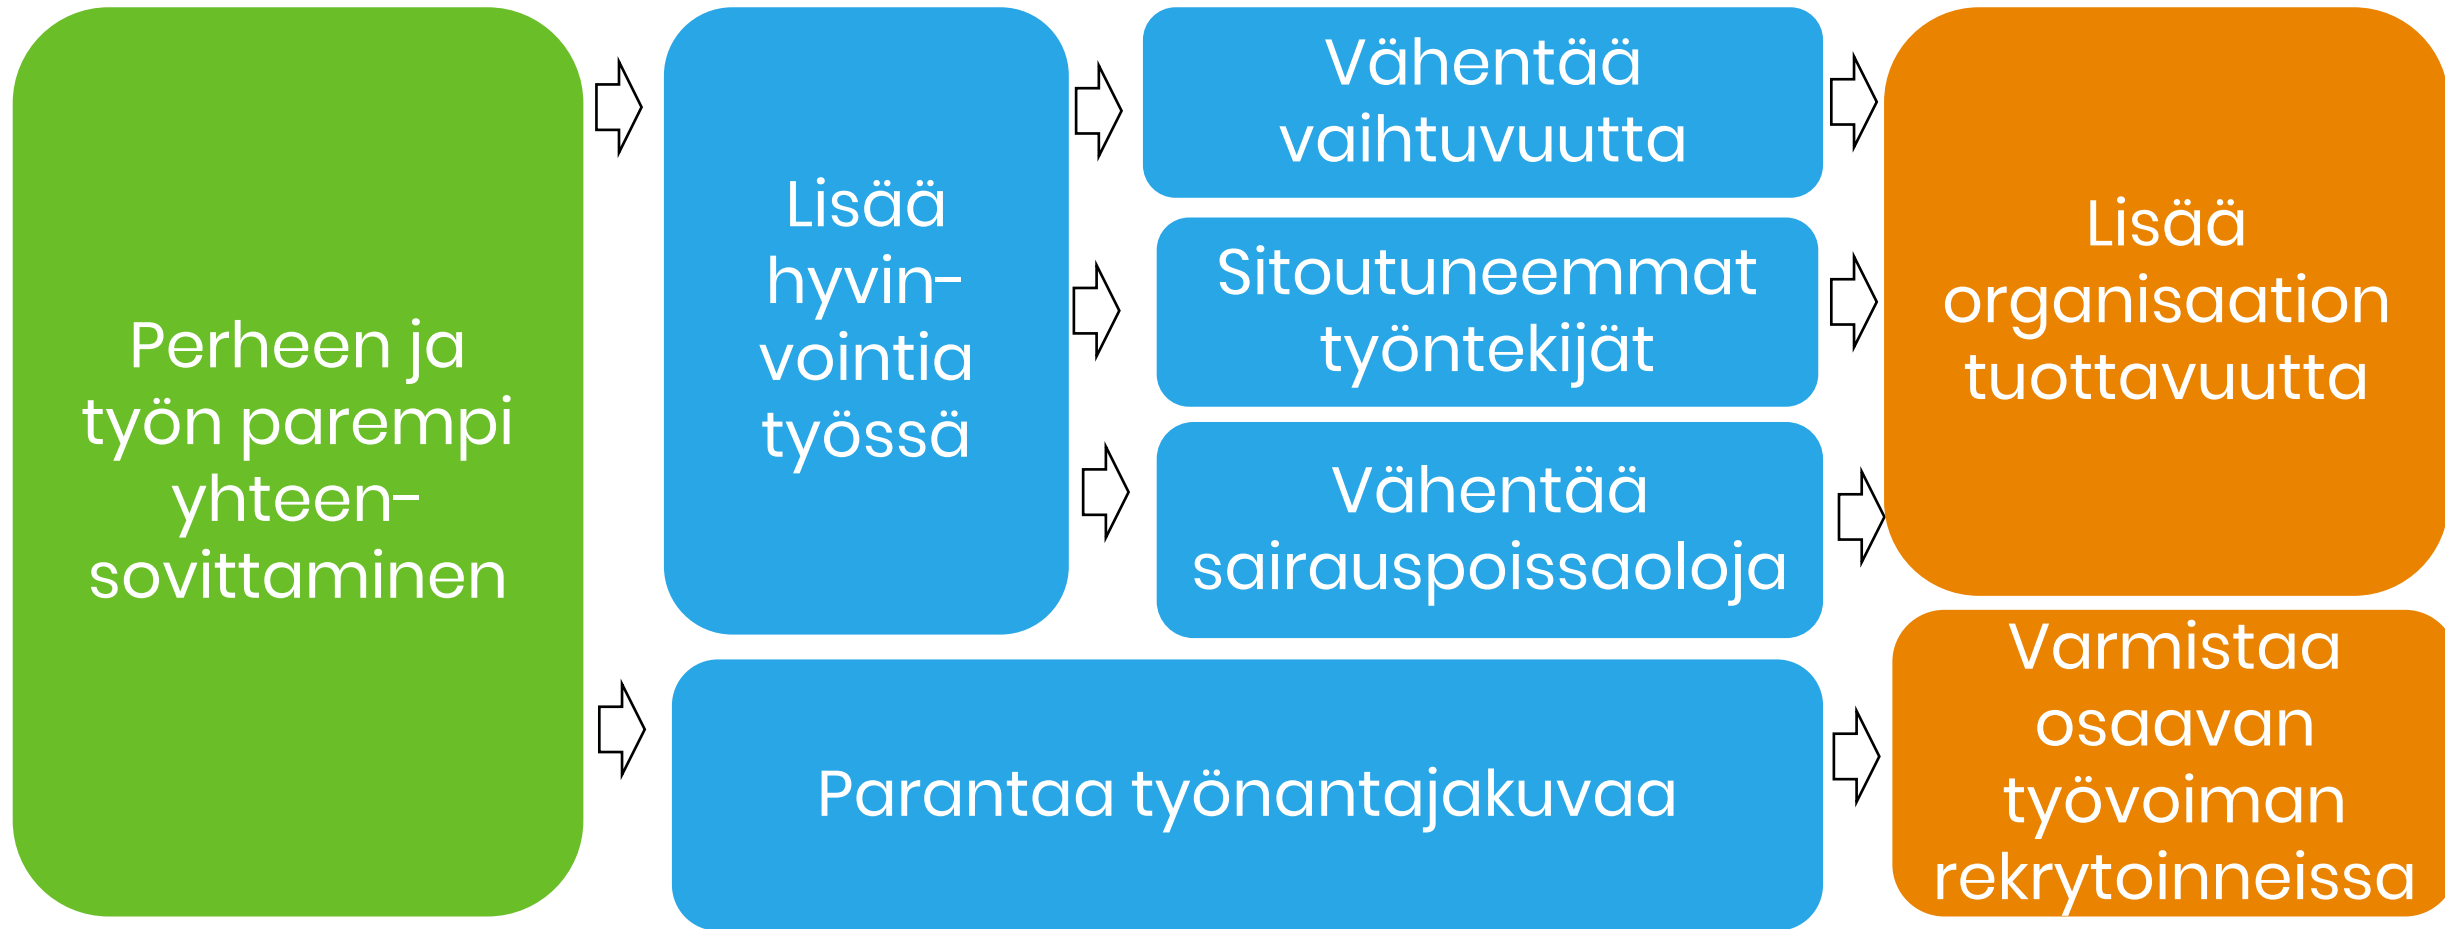 Perheen ja
työn parempi
yhteen-
sovittaminen
Lisää
hyvin-
vointia
työssä
Vähentää
vaihtuvuutta
Sitoutuneemmat
työntekijät
Vähentää
sairauspoissaoloja
Parantaa työnantajakuvaa
Lisää
organisaation
tuottavuutta
Varmistaa
osaavan
työvoiman
rekrytoinneissa